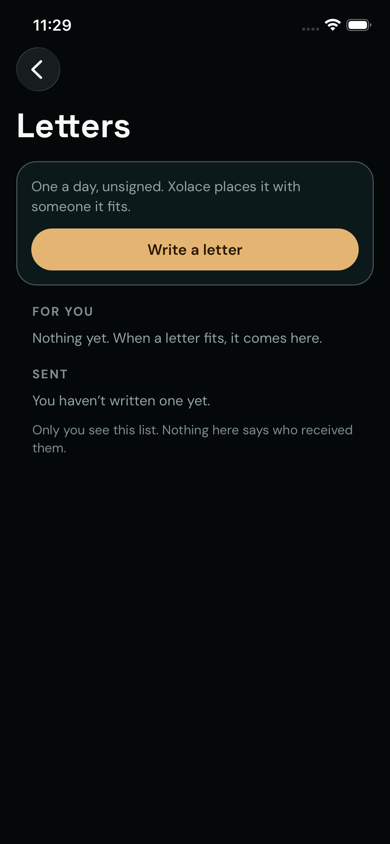 11:29
Letters
One a day, unsigned. Xolace places it with
someone it fits.
Write a letter
FOR YOU
Nothing yet. When a letter fits, it comes here.
SENT
You haven’t written one yet.
Only you see this list. Nothing here says who received
them.